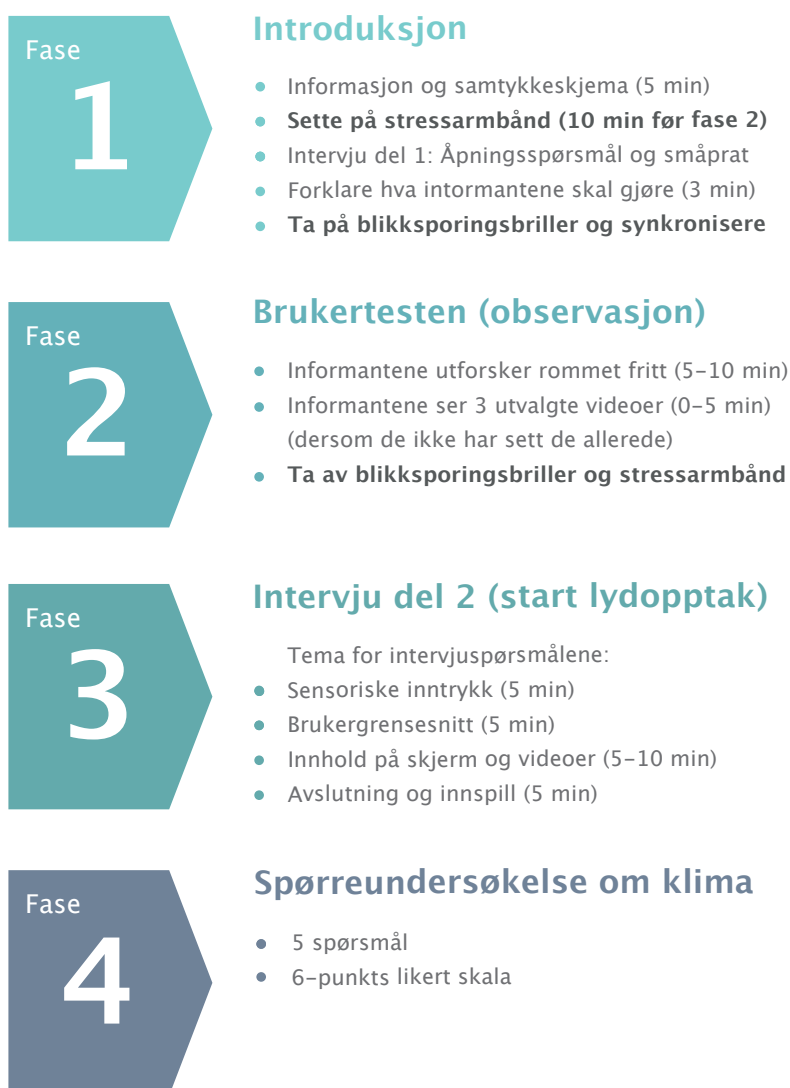 Fase
1
Introduksjon
Informasjon og samtykkeskjema (5 min)
Sette på stressarmbånd (10 min før fase 2)
Intervju del 1: Åpningsspørsmål og småprat
Forklare hva intormantene skal gjøre (3 min)
Ta på blikksporingsbriller og synkronisere
Fase
2
Brukertesten (observasjon)
Informantene utforsker rommet fritt (5–10 min)
Informantene ser 3 utvalgte videoer (0–5 min)
(dersom de ikke har sett de allerede)
Ta av blikksporingsbriller og stressarmbånd
Fase
3
Intervju del 2 (start lydopptak)
Tema for intervjuspørsmålene:
Sensoriske inntrykk (5 min)
Brukergrensesnitt (5 min)
Innhold på skjerm og videoer (5–10 min)
Avslutning og innspill (5 min)
Fase
4
Spørreundersøkelse om klima
5 spørsmål
6–punkts likert skala